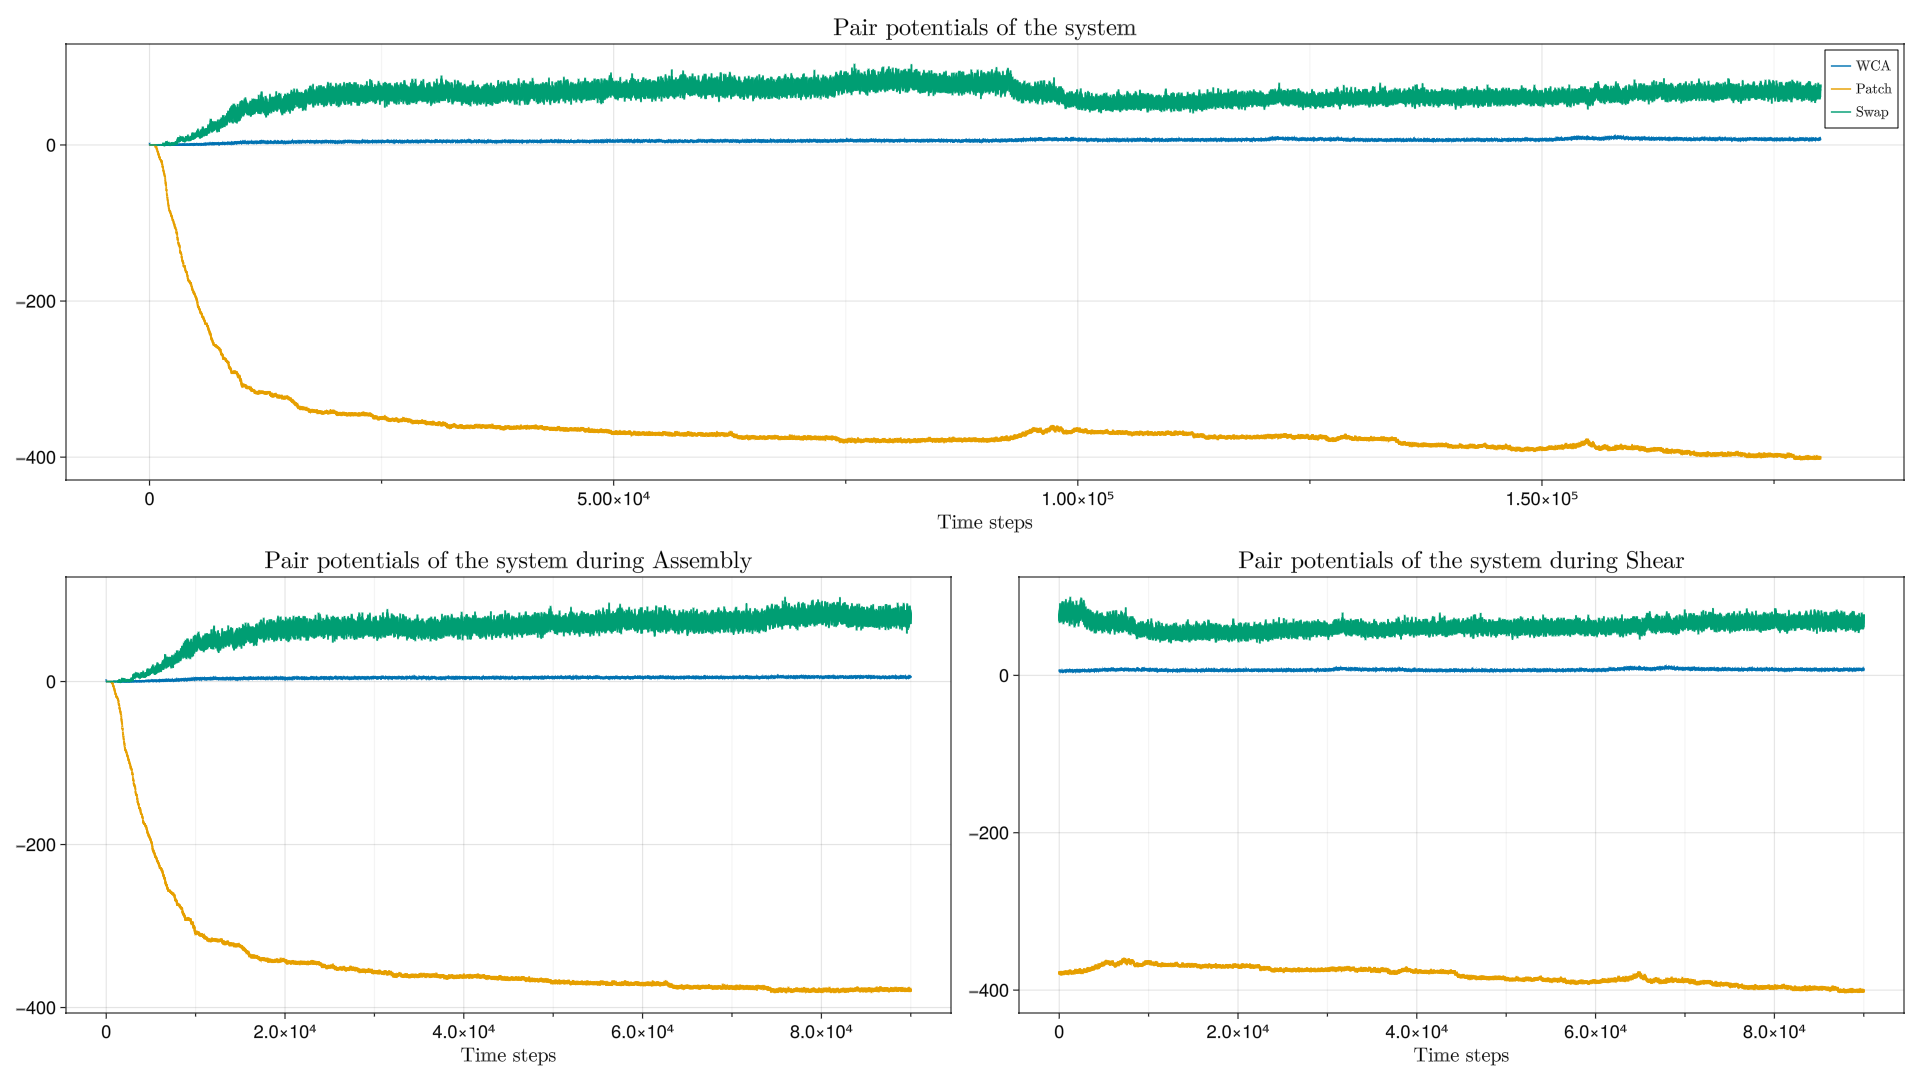 Pair potentials of the system
WCA
Patch
Swap
0
−200
−400
0
5.00×10⁴
1.00×10⁵
1.50×10⁵
Time steps
Pair potentials of the system during Assembly
0
−200
−400
0
2.0×10⁴
4.0×10⁴
6.0×10⁴
8.0×10⁴
Time steps
Pair potentials of the system during Shear
0
−200
−400
0
2.0×10⁴
4.0×10⁴
6.0×10⁴
8.0×10⁴
Time steps